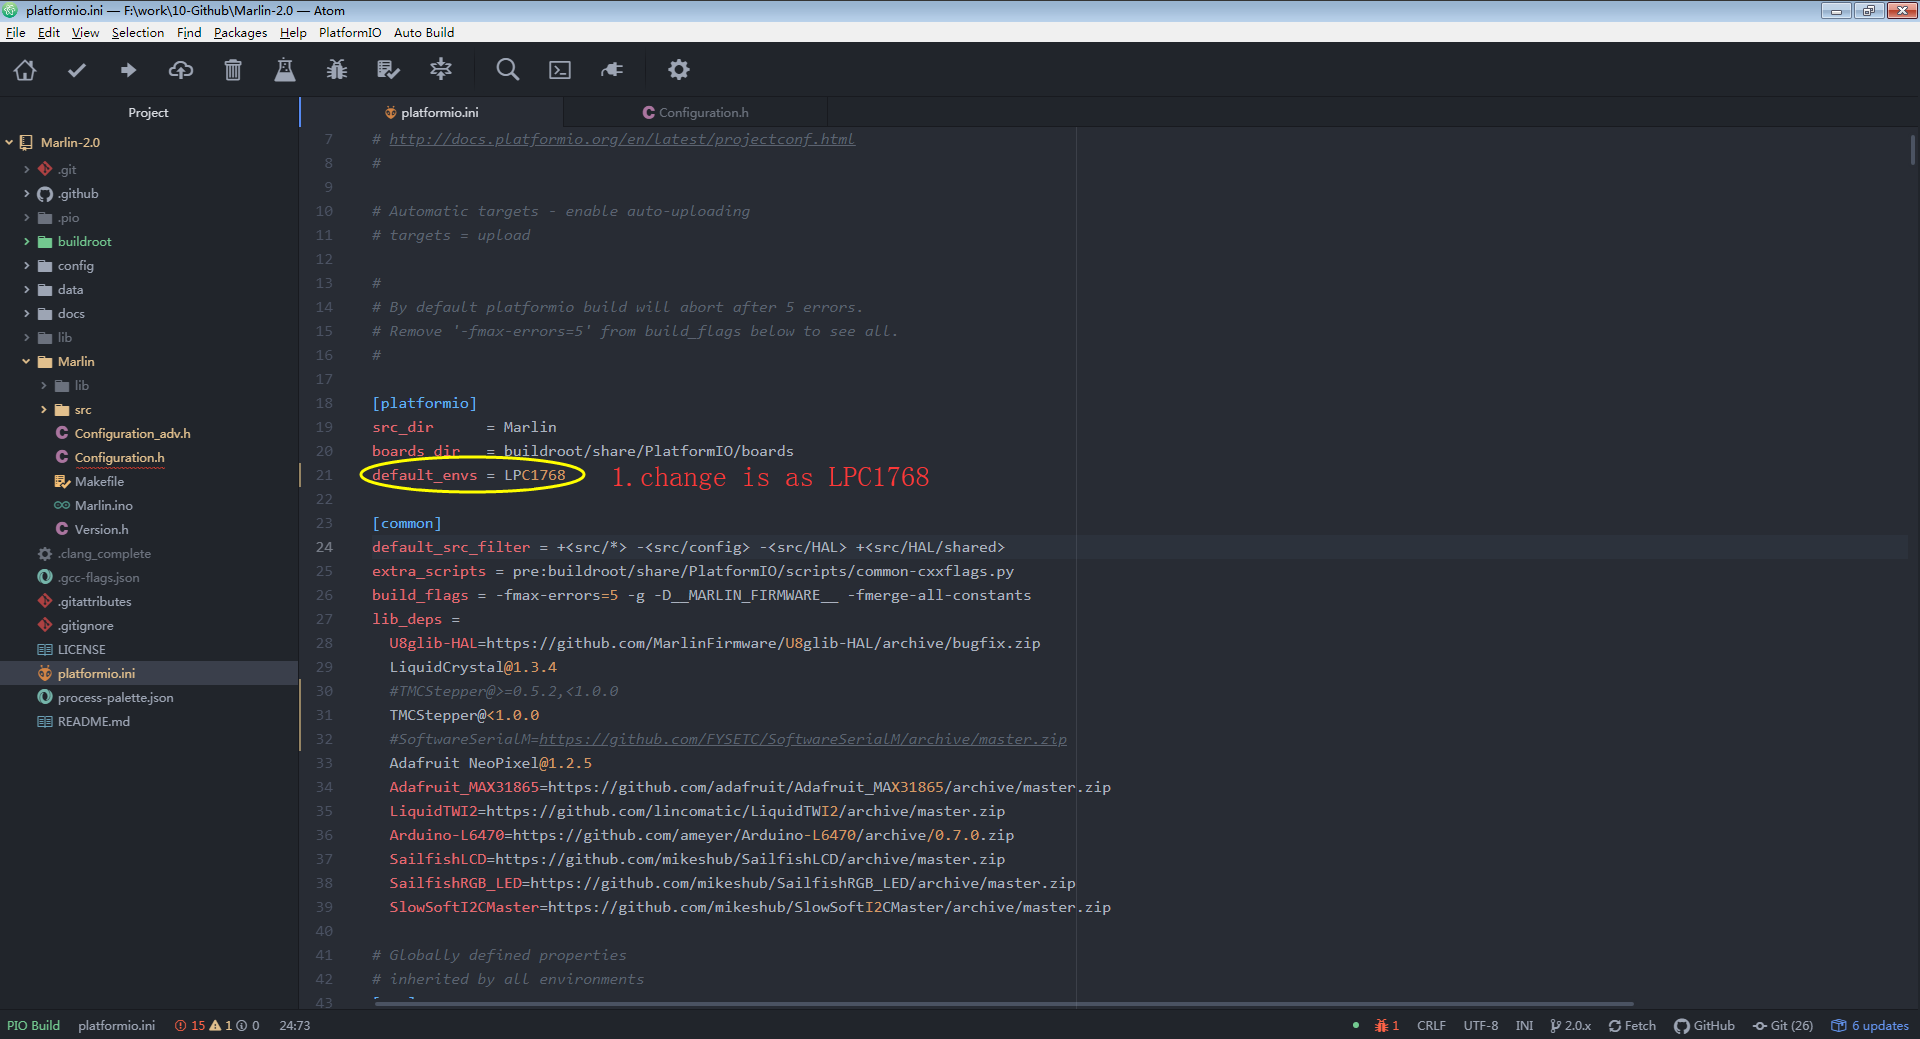 platformio.ini — F:\work\10-Github\Marlin-2.0 — Atom
File Edit View Selection Find Packages Help PlatformIO Auto Build
Project
platformio.ini
Configuration.h
Marlin-2.0
.git
.github
.pio
buildroot
config
data
docs
lib
Marlin
lib
src
Configuration_adv.h
Configuration.h
Makefile
Marlin.ino
Version.h
.clang_complete
.gcc-flags.json
.gitattributes
.gitignore
LICENSE
platformio.ini
process-palette.json
README.md
7 # http://docs.platformio.org/en/latest/projectconf.html
8 #
9
10 # Automatic targets - enable auto-uploading
11 # targets = upload
12
13 #
14 # By default platformio build will abort after 5 errors.
15 # Remove '-fmax-errors=5' from build_flags below to see all.
16 #
17
18 [platformio]
19 src_dir      = Marlin
20 boards_dir   = buildroot/share/PlatformIO/boards
21 default_envs = LPC1768
1.change is as LPC1768
22
23 [common]
24 default_src_filter = +<src/*> -<src/config> -<src/HAL> +<src/HAL/shared>
25 extra_scripts = pre:buildroot/share/PlatformIO/scripts/common-cxxflags.py
26 build_flags = -fmax-errors=5 -g -D__MARLIN_FIRMWARE__ -fmerge-all-constants
27 lib_deps =
28   U8glib-HAL=https://github.com/MarlinFirmware/U8glib-HAL/archive/bugfix.zip
29   LiquidCrystal@1.3.4
30   #TMCStepper@>=0.5.2,<1.0.0
31   TMCStepper@<1.0.0
32   #SoftwareSerialM=https://github.com/FYSETC/SoftwareSerialM/archive/master.zip
33   Adafruit NeoPixel@1.2.5
34   Adafruit_MAX31865=https://github.com/adafruit/Adafruit_MAX31865/archive/master.zip
35   LiquidTWI2=https://github.com/lincomatic/LiquidTWI2/archive/master.zip
36   Arduino-L6470=https://github.com/ameyer/Arduino-L6470/archive/0.7.0.zip
37   SailfishLCD=https://github.com/mikeshub/SailfishLCD/archive/master.zip
38   SailfishRGB_LED=https://github.com/mikeshub/SailfishRGB_LED/archive/master.zip
39   SlowSoftI2CMaster=https://github.com/mikeshub/SlowSoftI2CMaster/archive/master.zip
40
41 # Globally defined properties
42 # inherited by all environments
43
PIO Build platformio.ini 15 1 0 24:73
1 CRLF UTF-8 INI 2.0.x Fetch GitHub Git (26) 6 updates